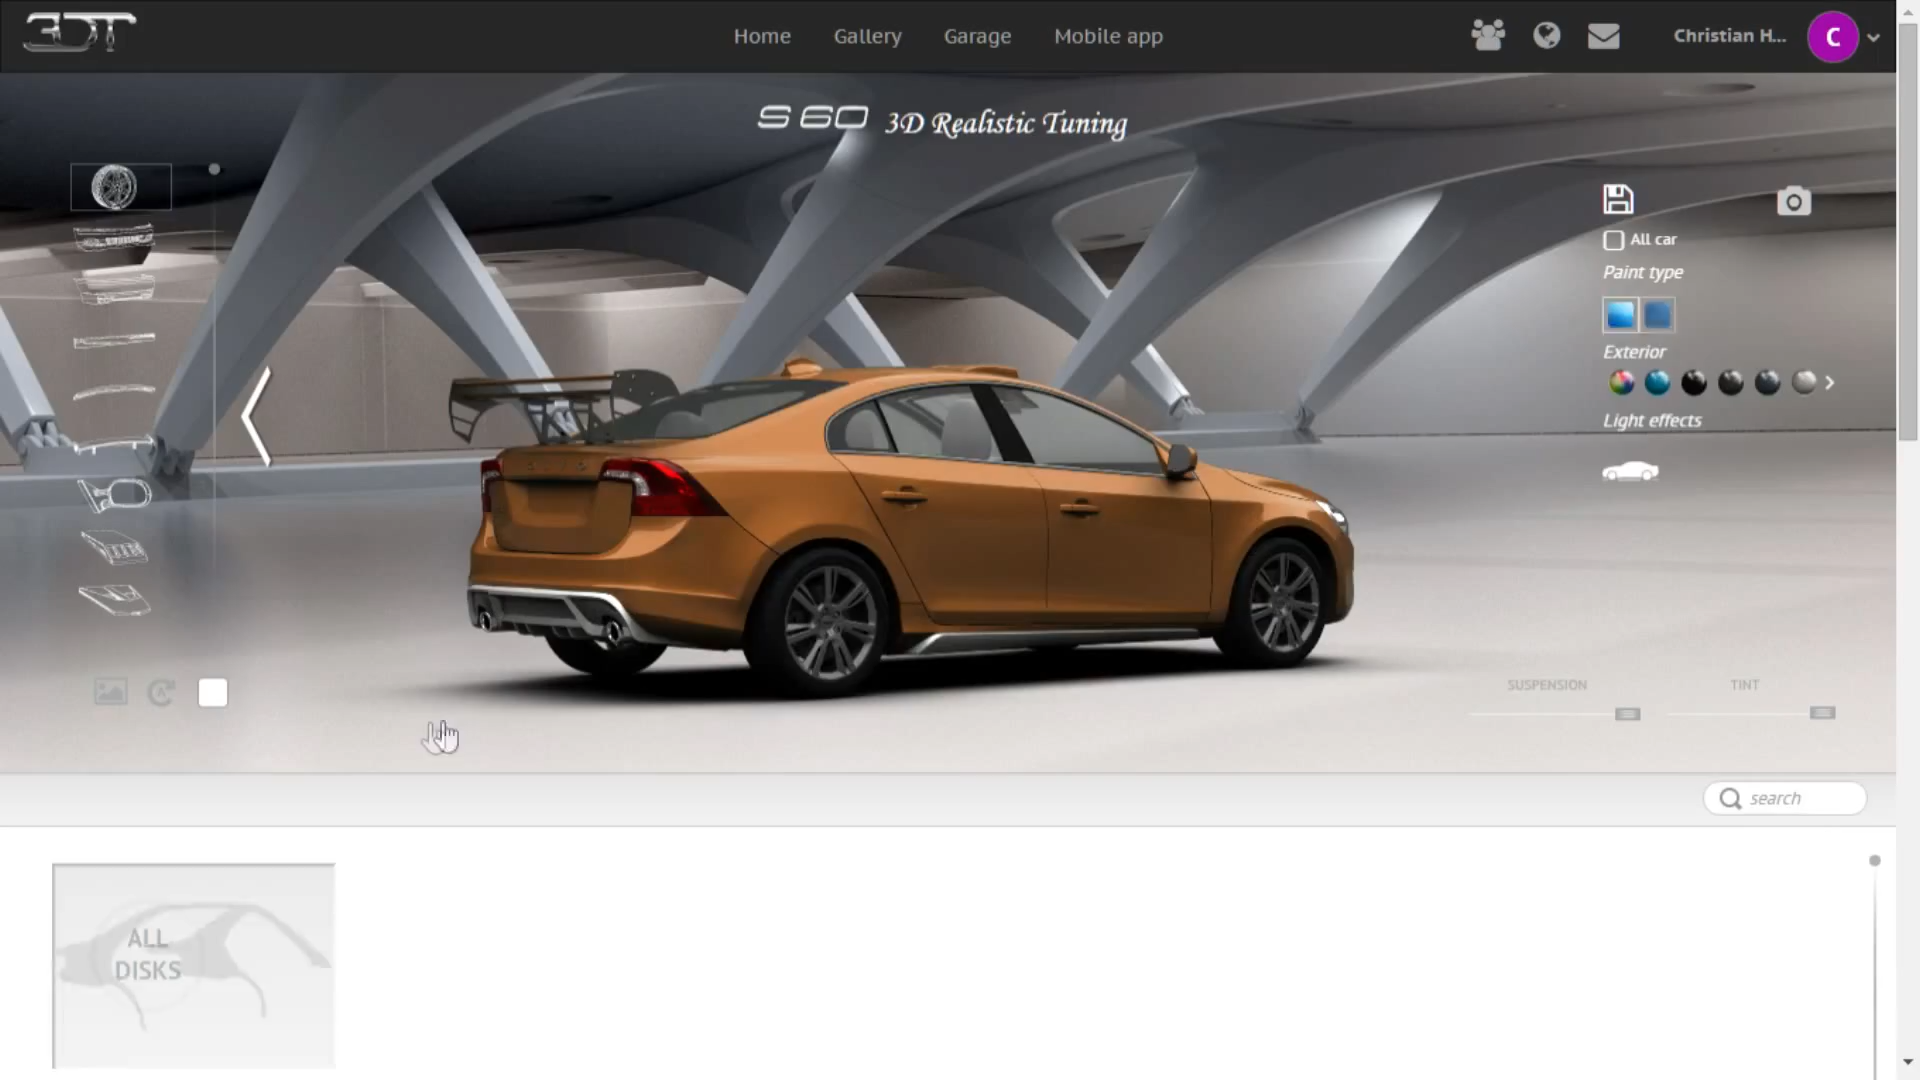 3DT
Home
Gallery
Garage
Mobile app
Christian H...
C
S60 3D Realistic Tuning
All car
Paint type
Exterior
Light effects
SUSPENSION
TINT
search
ALL
DISKS